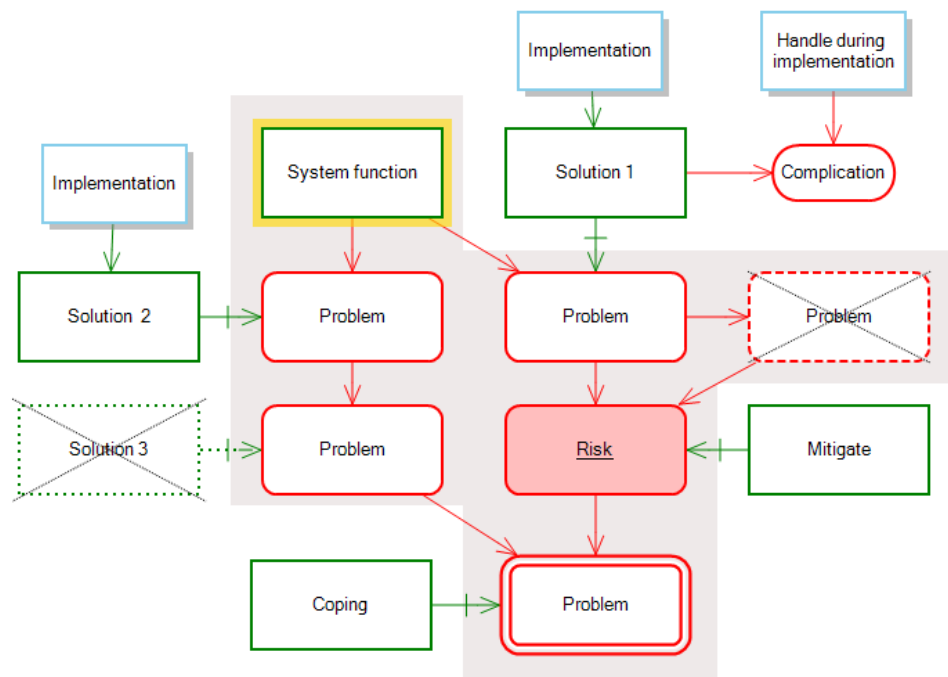 Implementation
Handle during
implementation
Implementation
System function
Solution 1
Complication
Solution 2
Problem
Problem
Problem
Solution 3
Problem
Risk
Mitigate
Coping
Problem